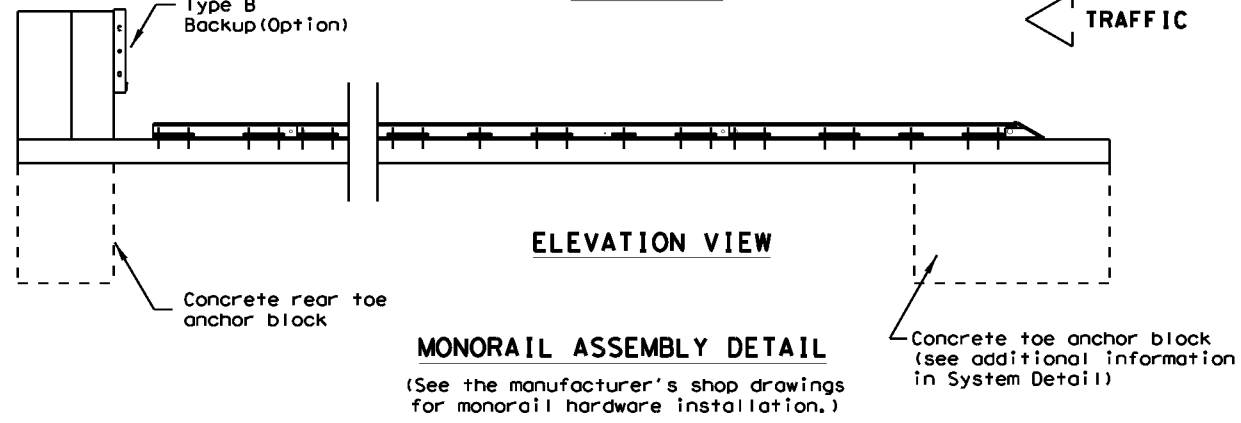 Type B
Backup(Option)
TRAFFIC
ELEVATION VIEW
Concrete rear toe
anchor block
MONORAIL ASSEMBLY DETAIL
(See the manufacturer's shop drawings
for monorail hardware installation.)
Concrete toe anchor block
(see additional information
in System Detail)